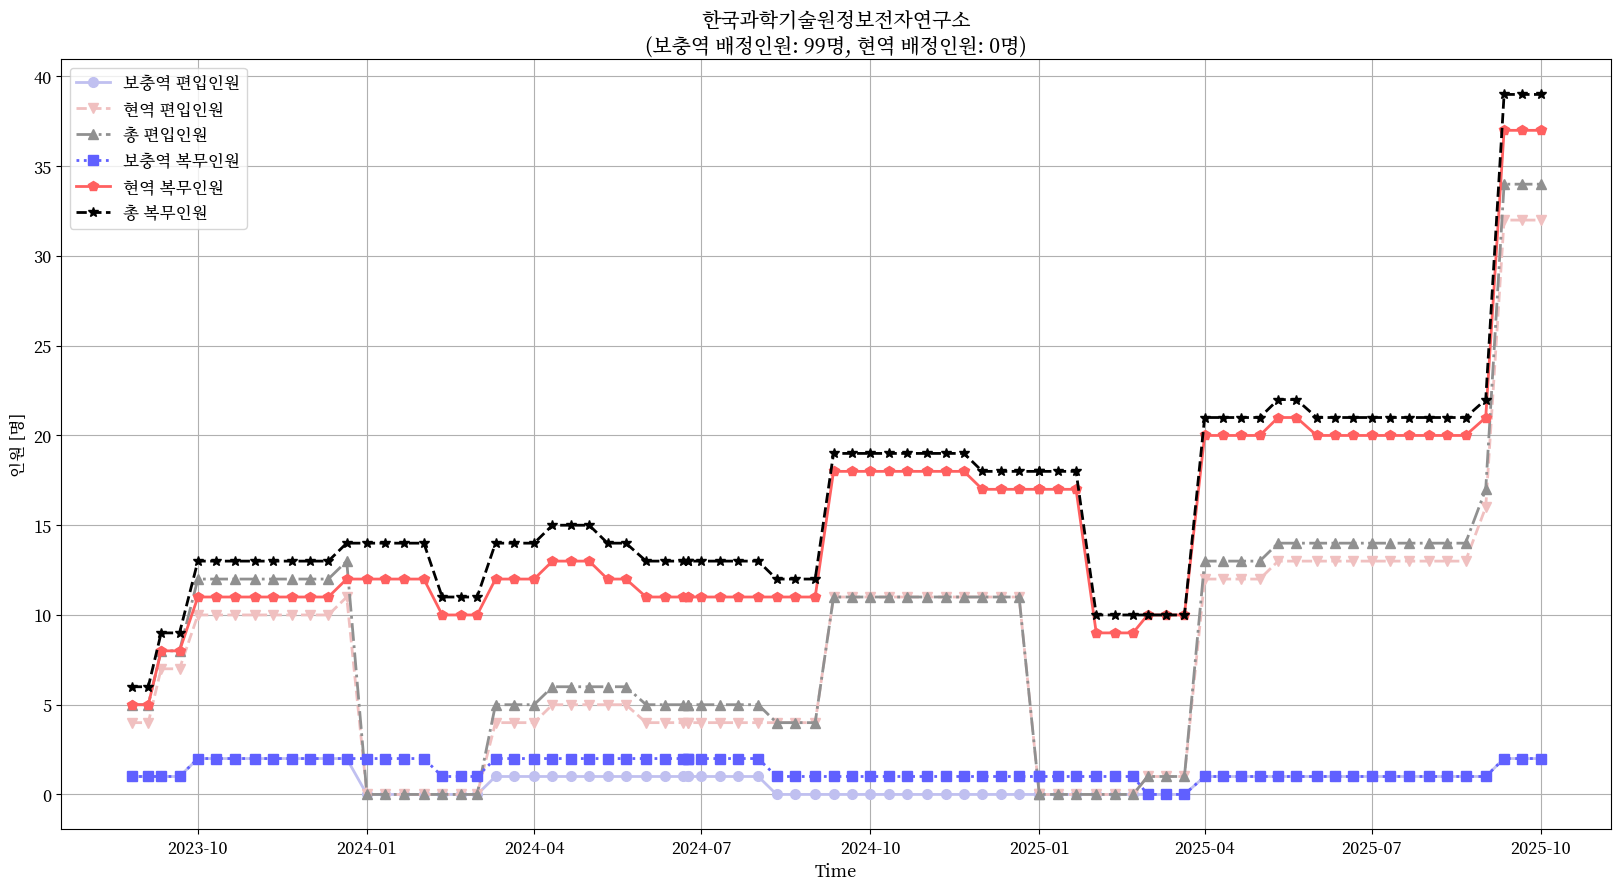 한국과학기술원정보전자연구소
(보충역 배정인원: 99명, 현역 배정인원: 0명)
40
35
30
25
20
15
10
5
0
인원 [명]
보충역 편입인원
현역 편입인원
총 편입인원
보충역 복무인원
현역 복무인원
총 복무인원
2023-10
2024-01
2024-04
2024-07
2024-10
2025-01
2025-04
2025-07
2025-10
Time